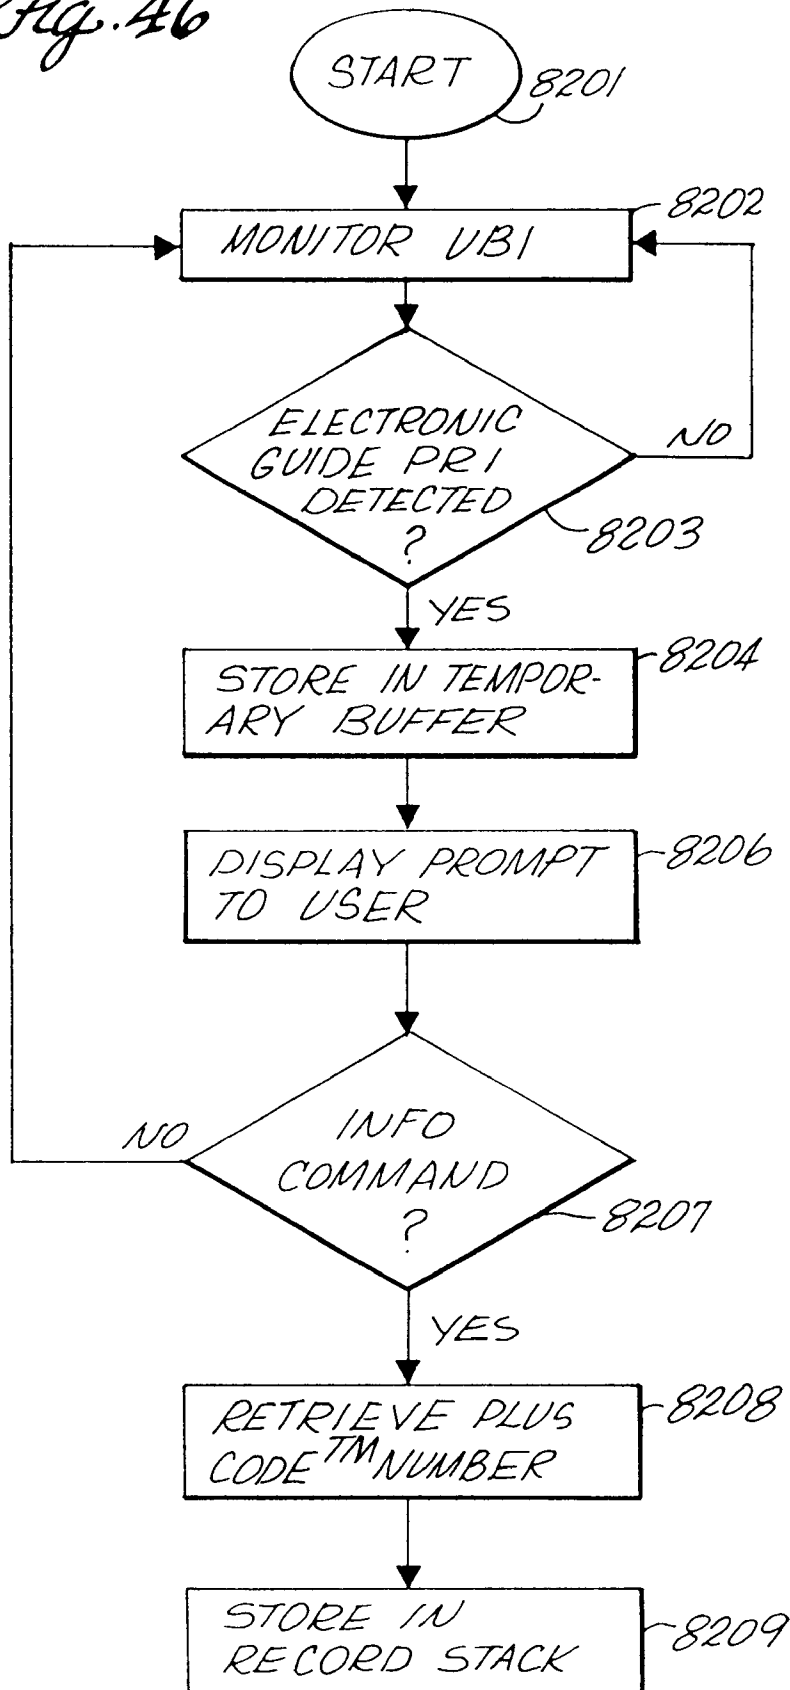 Fig. 46
START
8201
8202
MONITOR UBI
ELECTRONIC
GUIDE PRI
DETECTED
?
NO
8203
YES
8204
STORE IN TEMPOR-
ARY BUFFER
8206
DISPLAY PROMPT
TO USER
NO
INFO
COMMAND
?
8207
YES
8208
RETRIEVE PLUS
CODE™ NUMBER
STORE IN
RECORD STACK
8209